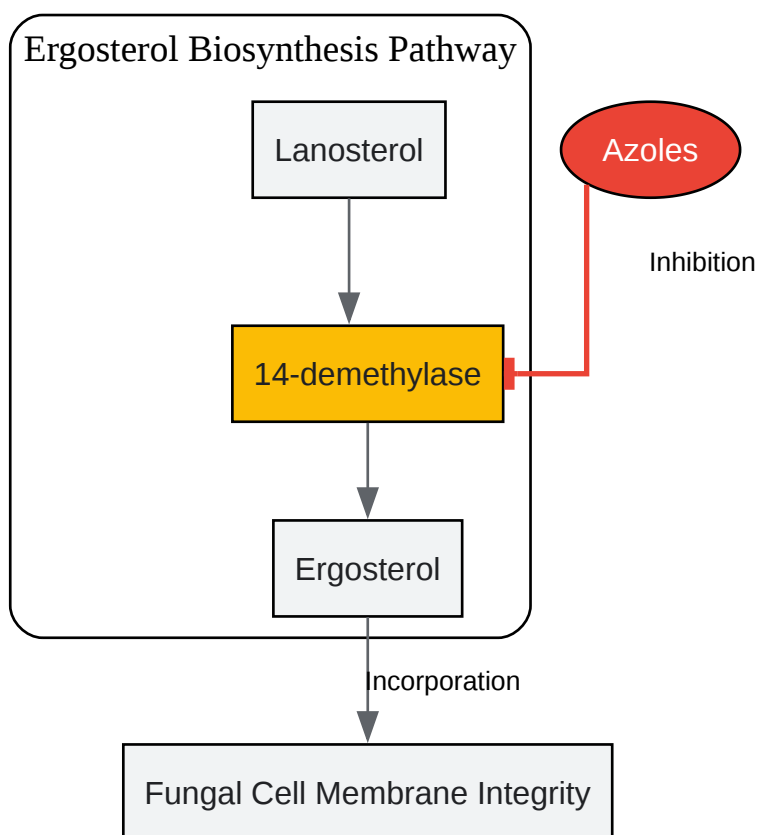 Ergosterol Biosynthesis Pathway
Lanosterol
Azoles
Inhibition
14-demethylase
Ergosterol
Incorporation
Fungal Cell Membrane Integrity